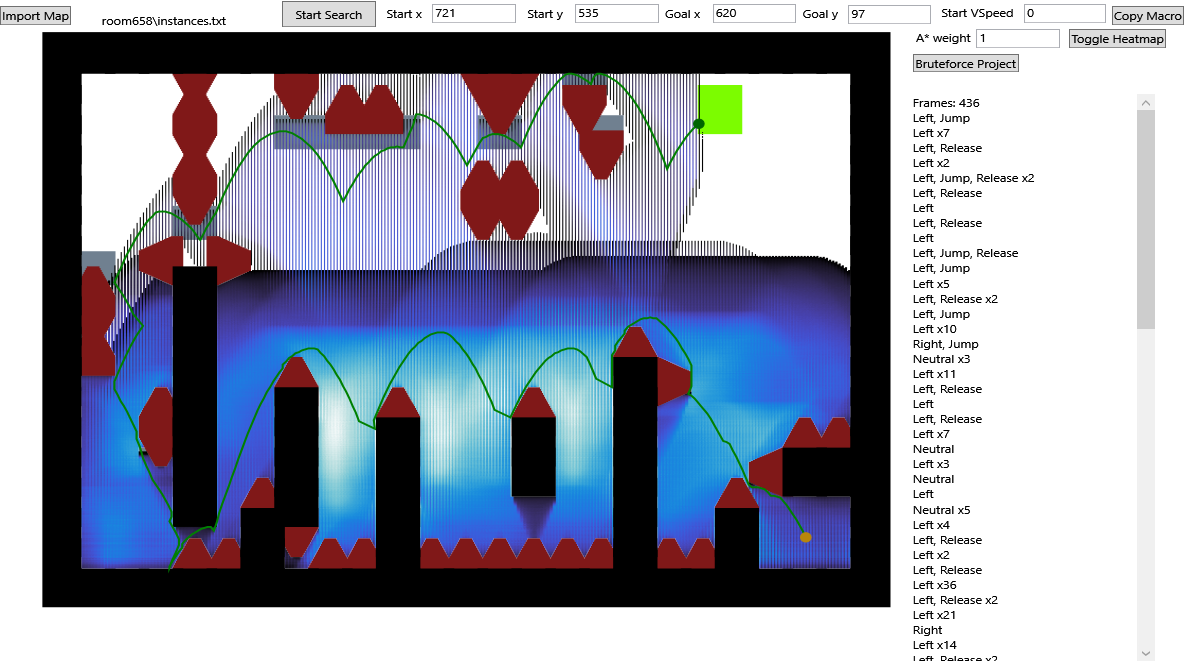 Import Map
room658\instances.txt
Start Search
Start x
721
Start y
535
Goal x
620
Goal y
97
Start VSpeed
0
Copy Macro
A* weight
1
Toggle Heatmap
Bruteforce Project
Frames: 436
Left, Jump
Left x7
Left, Release
Left x2
Left, Jump, Release x2
Left, Release
Left
Left, Release
Left
Left, Jump, Release
Left, Jump
Left x5
Left, Release x2
Left, Jump
Left x10
Right, Jump
Neutral x3
Left x11
Left, Release
Left
Left, Release
Left x7
Neutral
Left x3
Neutral
Left
Neutral x5
Left x4
Left, Release
Left x2
Left, Release
Left x36
Left, Release x2
Left x21
Right
Left x14
Left, Release x2